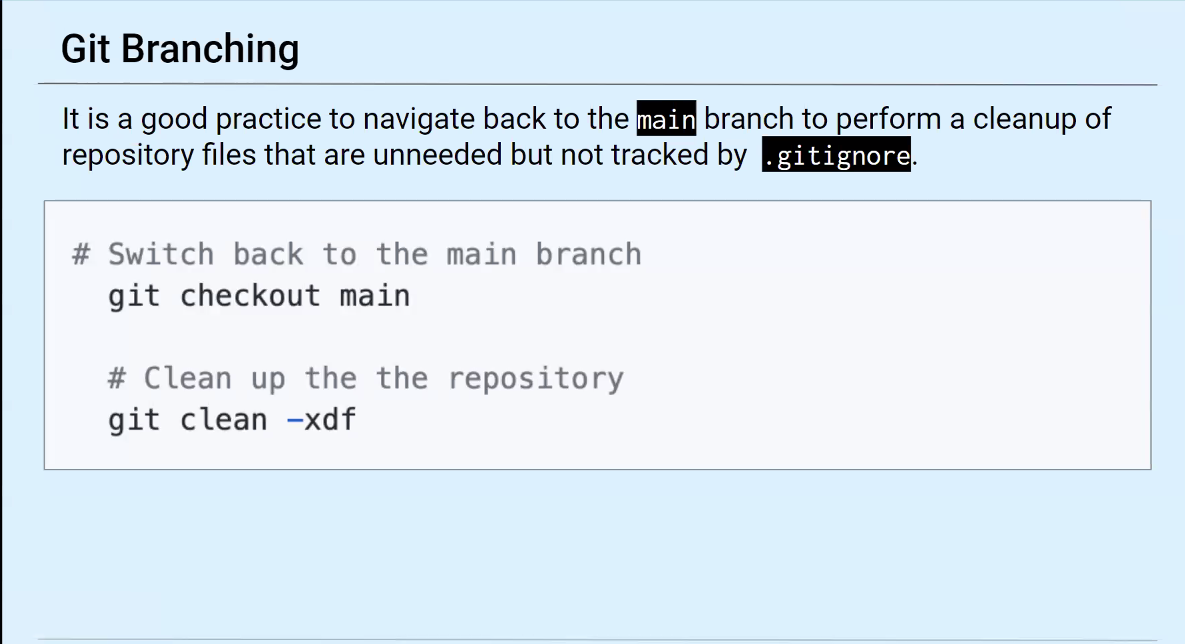 Git Branching
It is a good practice to navigate back to the main branch to perform a cleanup of
repository files that are unneeded but not tracked by .gitignore.
# Switch back to the main branch
git checkout main
# Clean up the the repository
git clean -xdf